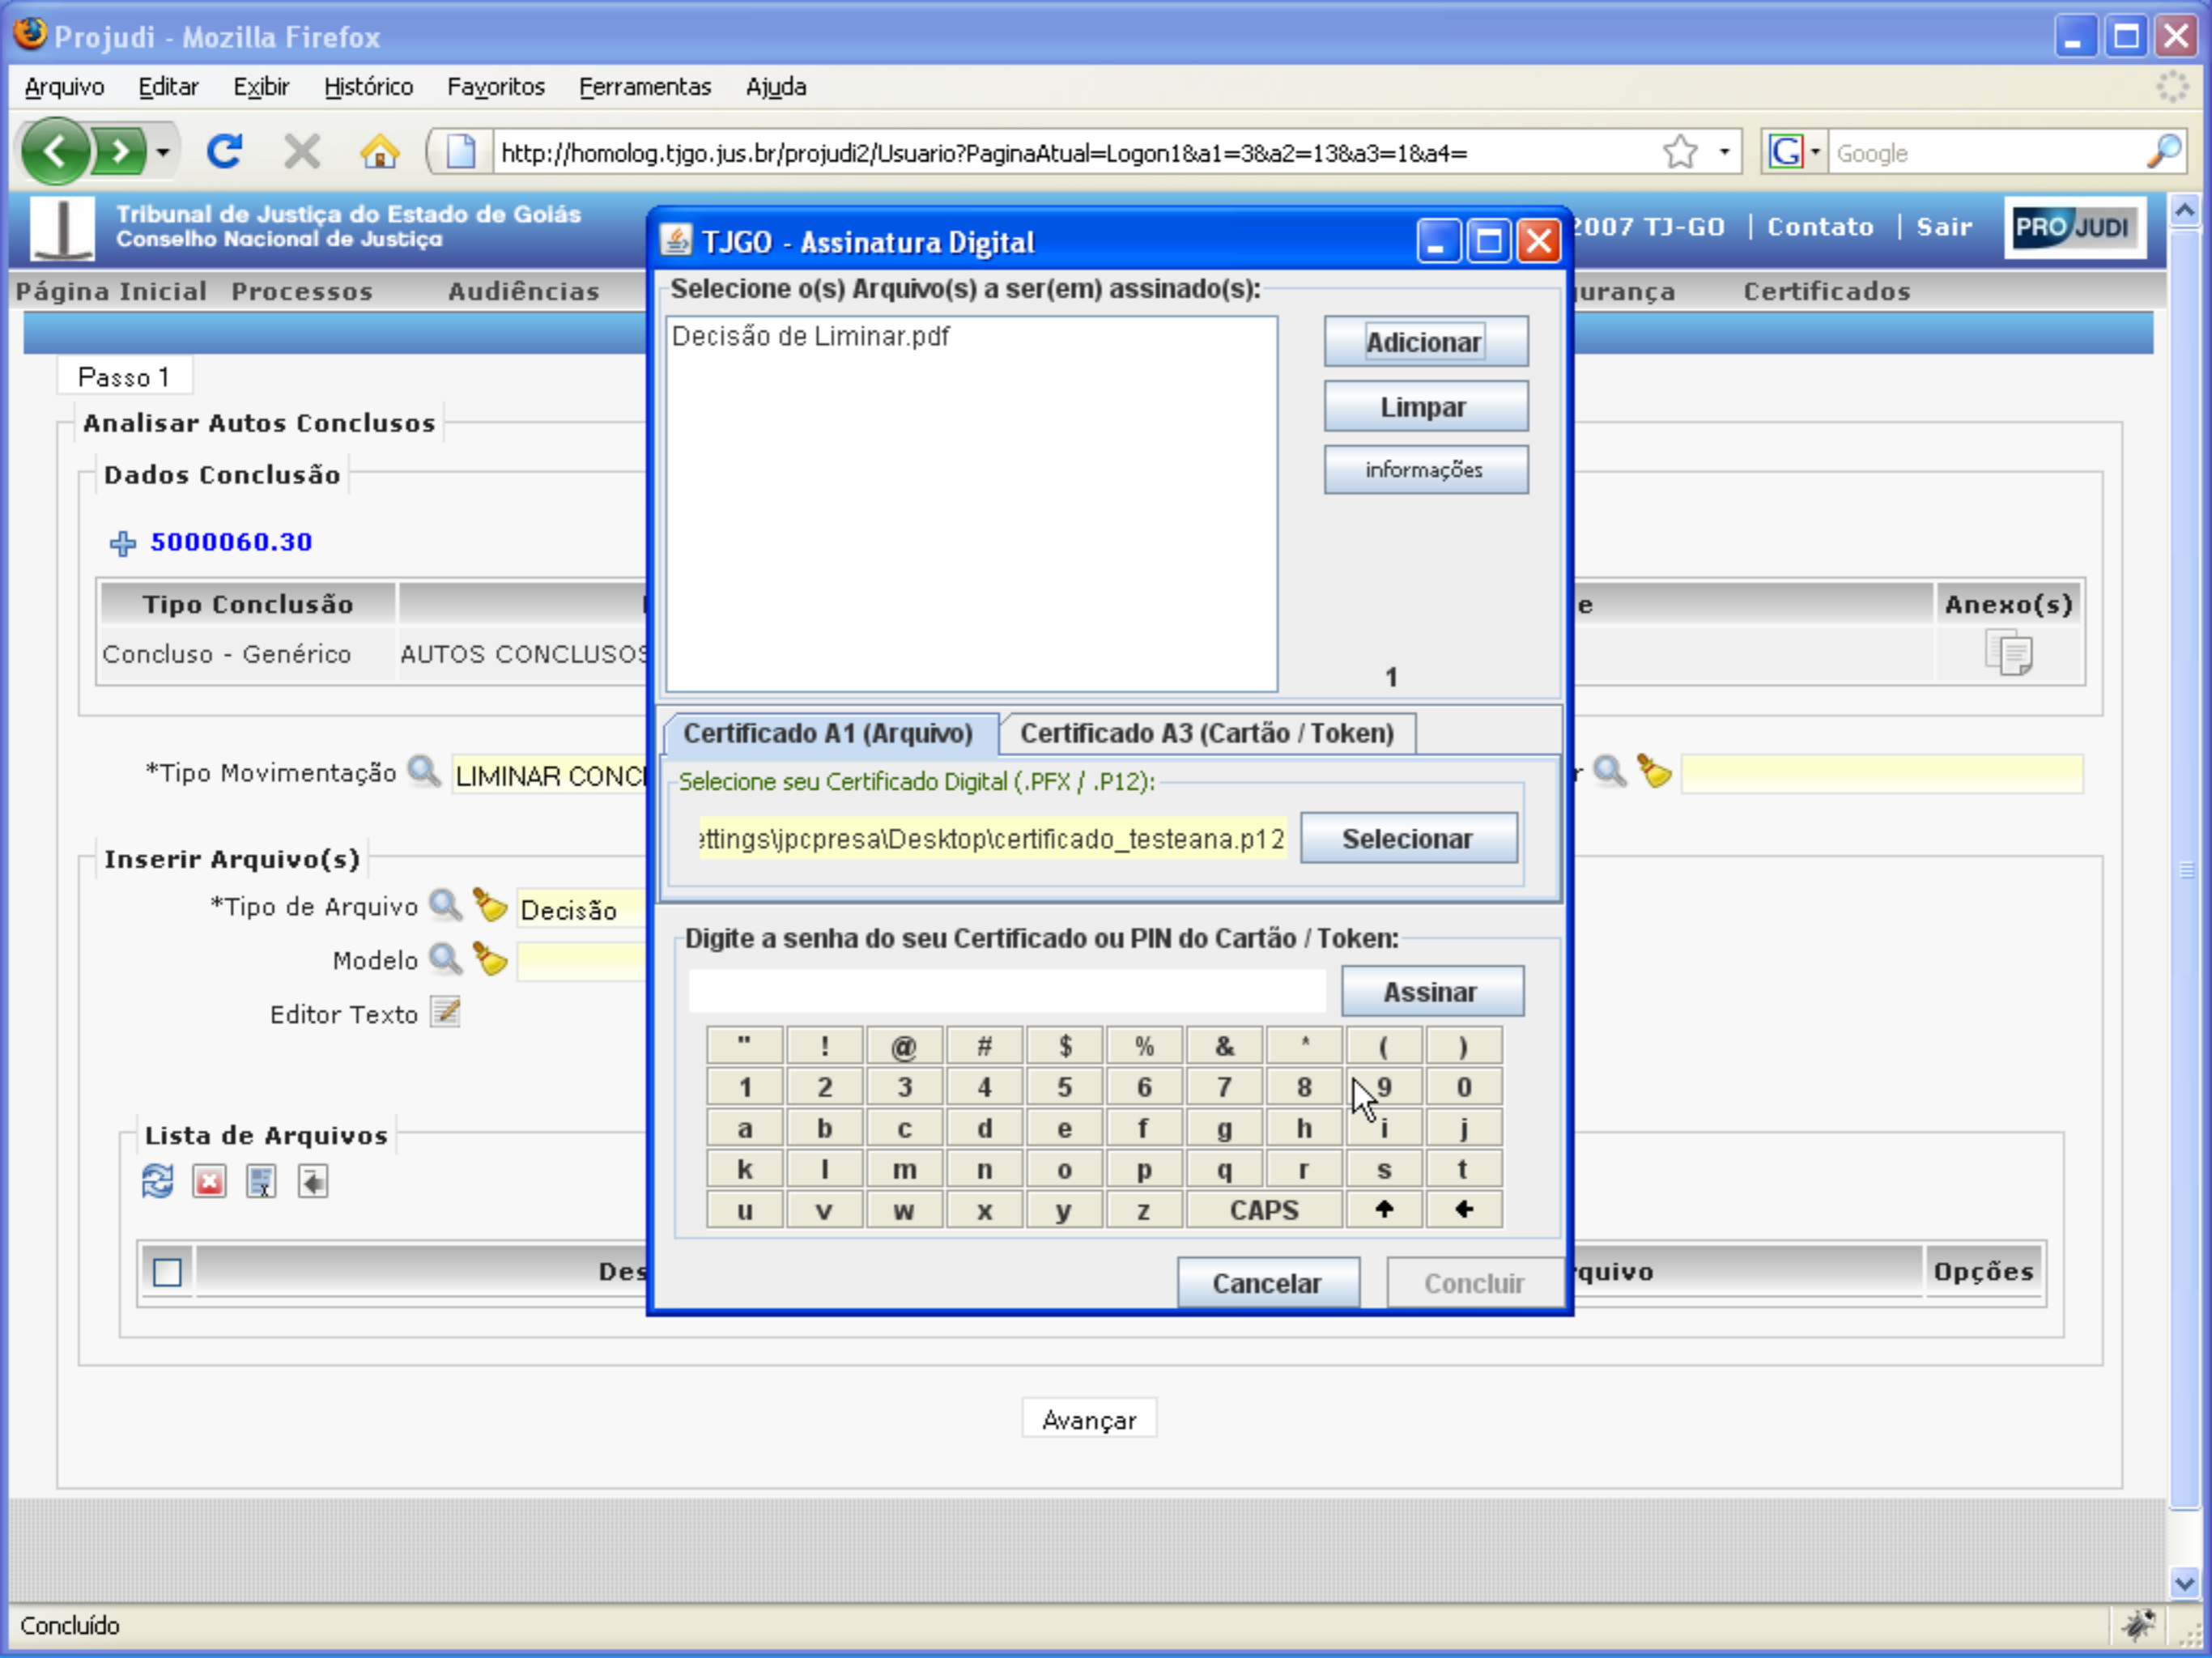 Projudi - Mozilla Firefox
Arquivo Editar Exibir Histórico Favoritos Ferramentas Ajuda
http://homolog.tjgo.jus.br/projudi2/Usuario?PaginaAtual=Logon1&a1=3&a2=13&a3=1&a4=
G Google
Tribunal de Justiça do Estado de Goiás
Conselho Nacional de Justiça
2007 TJ-GO | Contato | Sair
PROJUDI
Página Inicial Processos Audiências urança Certificados
Passo 1
Analisar Autos Conclusos
Dados Conclusão
5000060.30
Tipo Conclusão e Anexo(s)
Concluso - Genérico AUTOS CONCLUSOS
*Tipo Movimentação LIMINAR CONC r
Inserir Arquivo(s)
*Tipo de Arquivo Decisão
Modelo
Editor Texto
Lista de Arquivos
Des quivo Opções
Avançar
Concluído
TJGO - Assinatura Digital
Selecione o(s) Arquivo(s) a ser(em) assinado(s):
Decisão de Liminar.pdf
Adicionar
Limpar
informações
1
Certificado A1 (Arquivo) Certificado A3 (Cartão / Token)
Selecione seu Certificado Digital (.PFX / .P12):
ettings\jpcpresa\Desktop\certificado_testeana.p12 Selecionar
Digite a senha do seu Certificado ou PIN do Cartão / Token:
Assinar
" ! @ # $ % & * ( )
1 2 3 4 5 6 7 8 9 0
a b c d e f g h i j
k l m n o p q r s t
u v w x y z CAPS
Cancelar Concluir